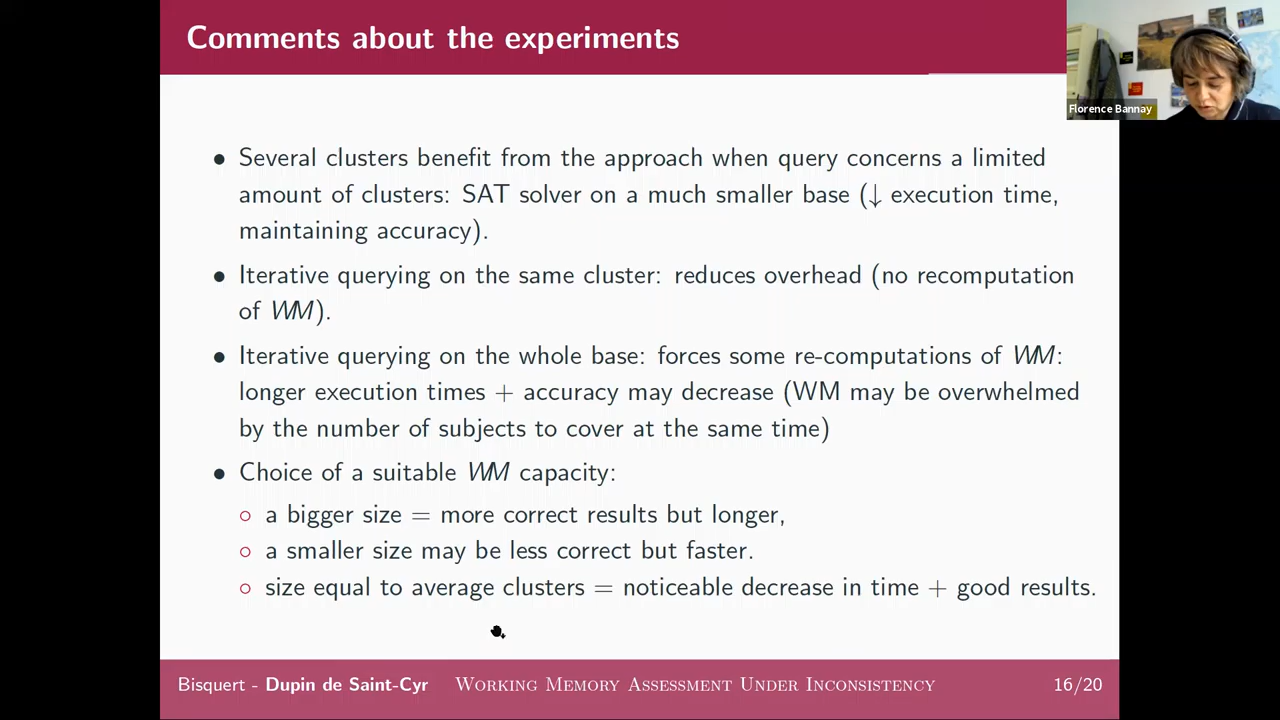 Comments about the experiments
Florence Bannay
• Several clusters benefit from the approach when query concerns a limited
amount of clusters: SAT solver on a much smaller base (↓ execution time,
maintaining accuracy).
• Iterative querying on the same cluster: reduces overhead (no recomputation
of WM).
• Iterative querying on the whole base: forces some re-computations of WM:
longer execution times + accuracy may decrease (WM may be overwhelmed
by the number of subjects to cover at the same time)
• Choice of a suitable WM capacity:
◦ a bigger size = more correct results but longer,
◦ a smaller size may be less correct but faster.
◦ size equal to average clusters = noticeable decrease in time + good results.
Bisquert - Dupin de Saint-Cyr Working Memory Assessment Under Inconsistency 16/20